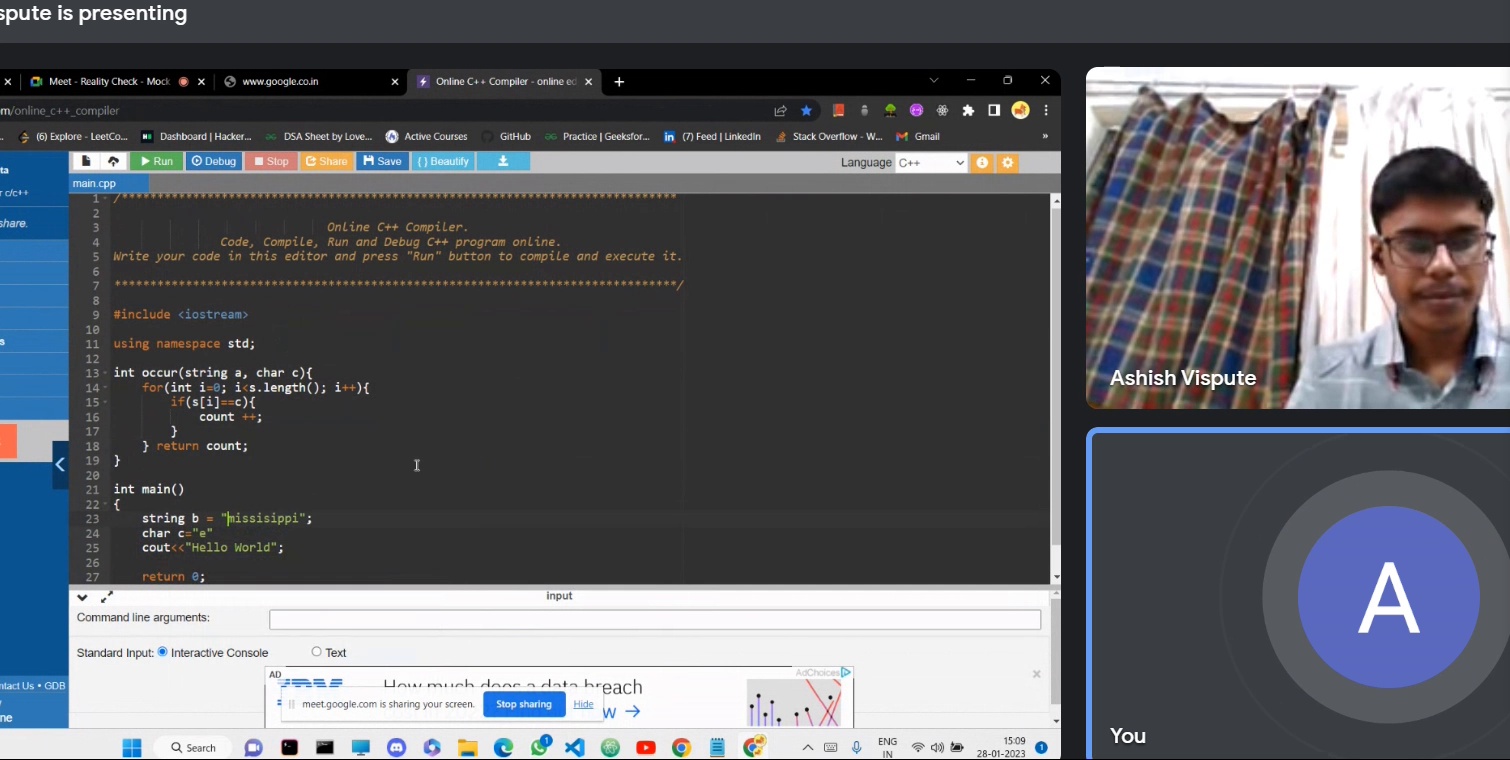 spute is presenting
Meet - Reality Check - Mock
www.google.co.in
Online C++ Compiler - online ed
m/online_c++_compiler
(6) Explore - LeetCo...
Dashboard | Hacker...
DSA Sheet by Love...
Active Courses
GitHub
Practice | Geeksfor...
(7) Feed | LinkedIn
Stack Overflow - W...
Gmail
»
ta
r c/c++
share.
s
Run
Debug
Stop
Share
Save
{ } Beautify
Language C++
main.cpp
1 /******************************************************************************
2
3 Online C++ Compiler.
4 Code, Compile, Run and Debug C++ program online.
5 Write your code in this editor and press "Run" button to compile and execute it.
6
7 *******************************************************************************/
8
9 #include <iostream>
10
11 using namespace std;
12
13 int occur(string a, char c){
14 for(int i=0; i<s.length(); i++){
15 if(s[i]==c){
16 count ++;
17 }
18 } return count;
19 }
20
21 int main()
22 {
23 string b = "missisippi";
24 char c="e"
25 cout<<"Hello World";
26
27 return 0;
input
Command line arguments:
Standard Input: Interactive Console Text
AD
AdChoices
How much does a data breach
meet.google.com is sharing your screen.
Stop sharing
Hide
ntact Us • GDB
ne
Search
ENG
IN
15:09
28-01-2023
1
Ashish Vispute
A
You